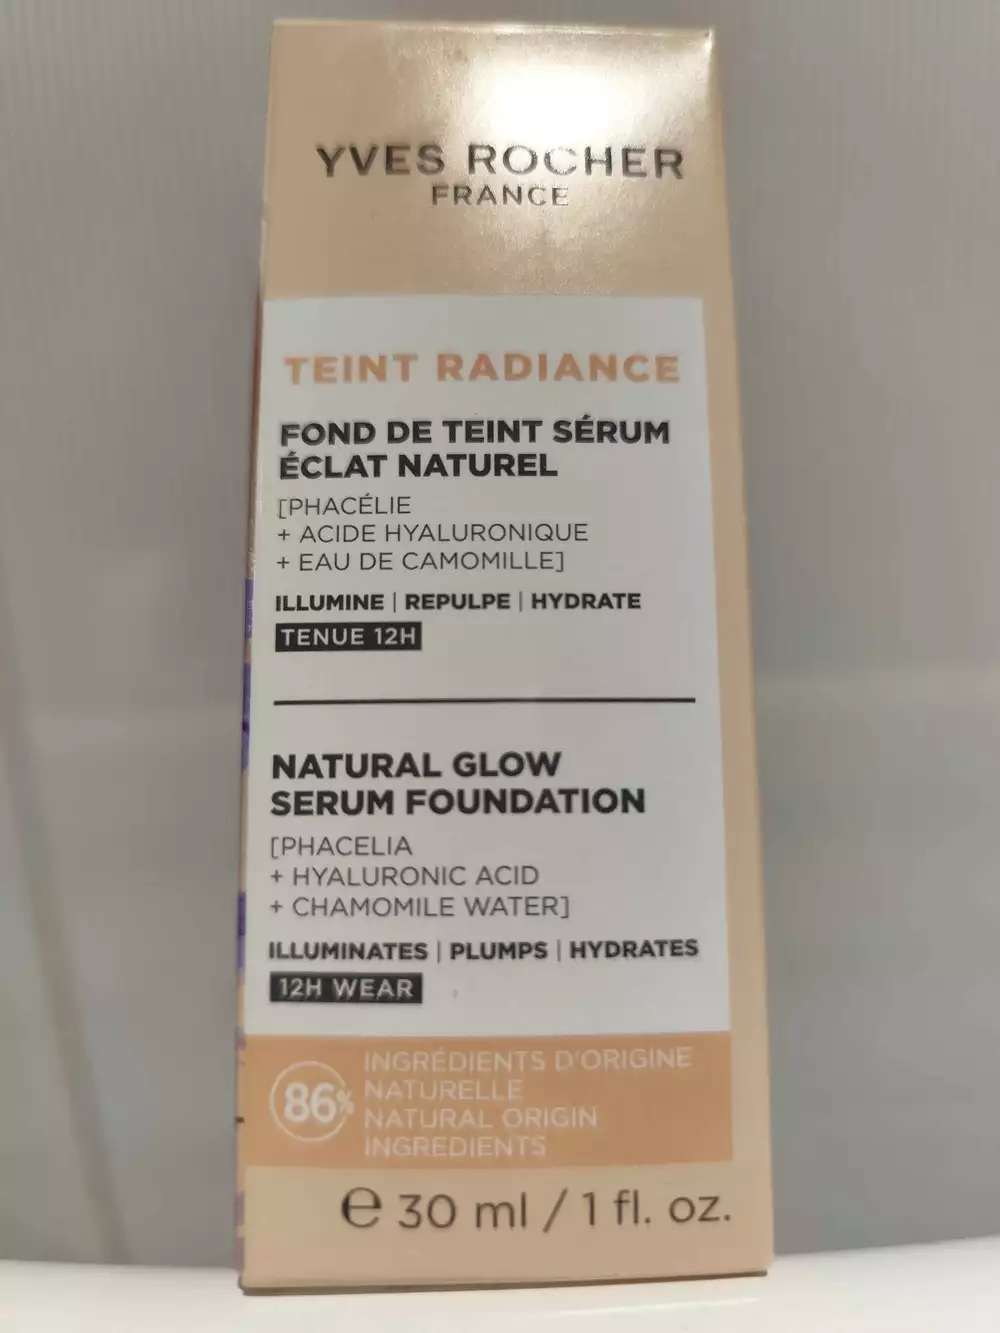 YVES ROCHER
FRANCE
TEINT RADIANCE
FOND DE TEINT SÉRUM
ÉCLAT NATUREL
[PHACÉLIE
+ ACIDE HYALURONIQUE
+ EAU DE CAMOMILLE]
ILLUMINE | REPULPE | HYDRATE
TENUE 12H
NATURAL GLOW
SERUM FOUNDATION
[PHACELIA
+ HYALURONIC ACID
+ CHAMOMILE WATER]
ILLUMINATES | PLUMPS | HYDRATES
12H WEAR
86%
INGRÉDIENTS D'ORIGINE
NATURELLE
NATURAL ORIGIN
INGREDIENTS
℮ 30 ml / 1 fl. oz.